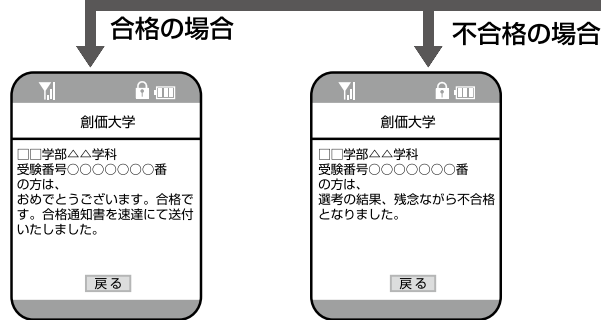 合格の場合
不合格の場合
創価大学
□□学部△△学科
受験番号○○○○○○○番
の方は、
おめでとうございます。合格で
す。合格通知書を速達にて送付
いたしました。
戻る
創価大学
□□学部△△学科
受験番号○○○○○○○番
の方は、
選考の結果、残念ながら不合格
となりました。
戻る